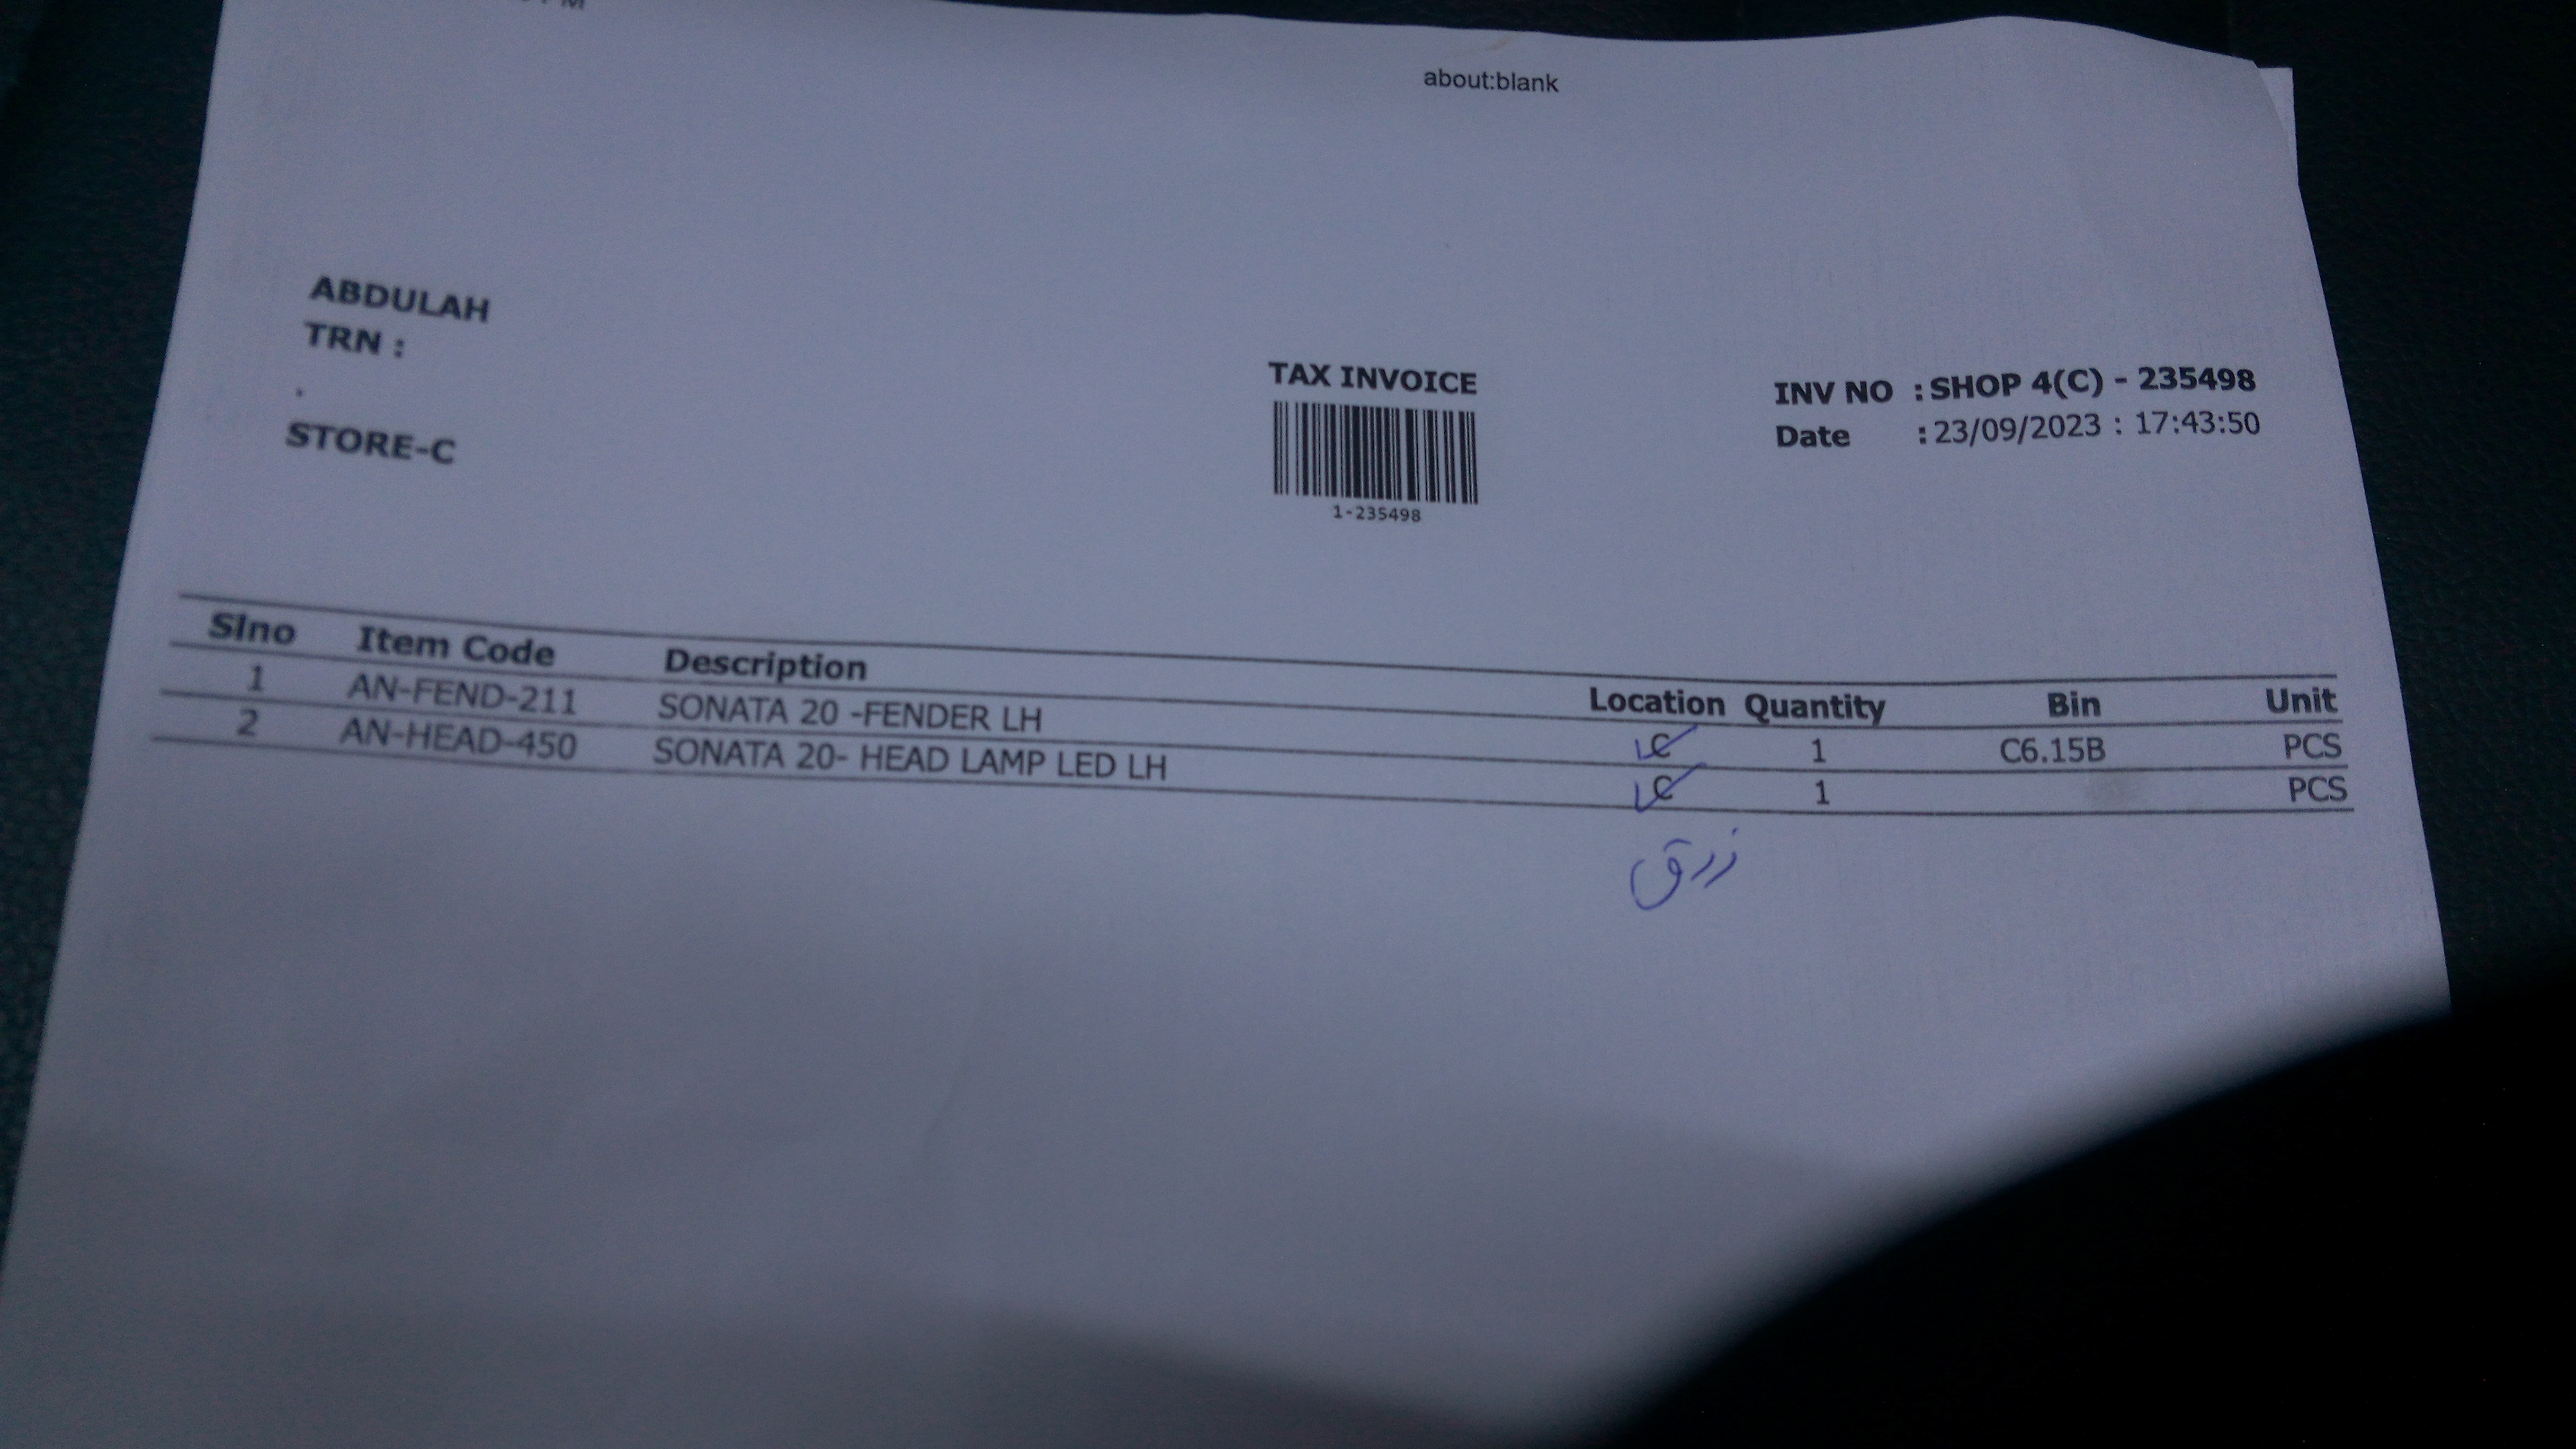 about:blank
ABDULAH
TRN :
.
STORE-C
TAX INVOICE
1-235498
INV NO : SHOP 4(C) - 235498
Date : 23/09/2023 : 17:43:50
Slno Item Code Description Location Quantity Bin Unit
1 AN-FEND-211 SONATA 20 -FENDER LH C 1 C6.15B PCS
2 AN-HEAD-450 SONATA 20- HEAD LAMP LED LH C 1 PCS
زرق